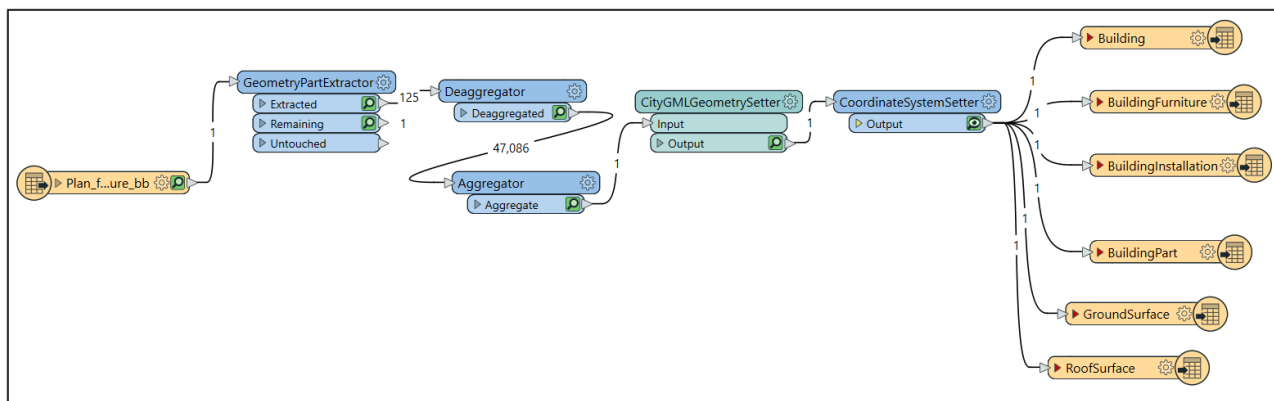 Plan_f...ure_bb
1
GeometryPartExtractor
Extracted
Remaining
Untouched
125
1
Deaggregator
Deaggregated
47,086
Aggregator
Aggregate
1
CityGMLGeometrySetter
Input
Output
1
CoordinateSystemSetter
Output
1
1
1
1
1
1
Building
BuildingFurniture
BuildingInstallation
BuildingPart
GroundSurface
RoofSurface